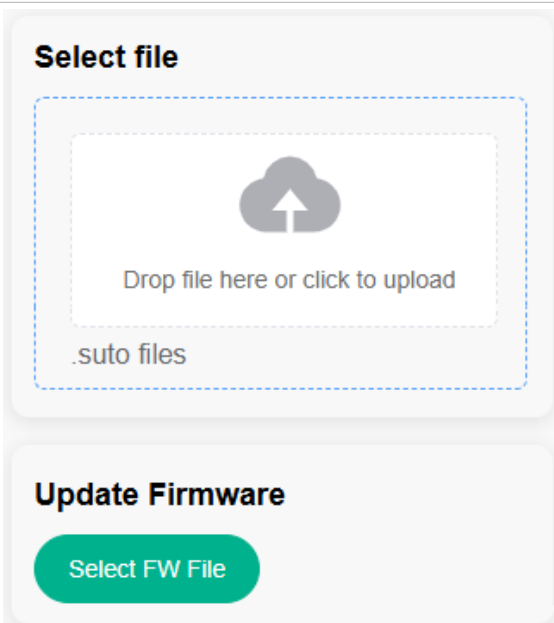 Select file
Drop file here or click to upload
.suto files
Update Firmware
Select FW File